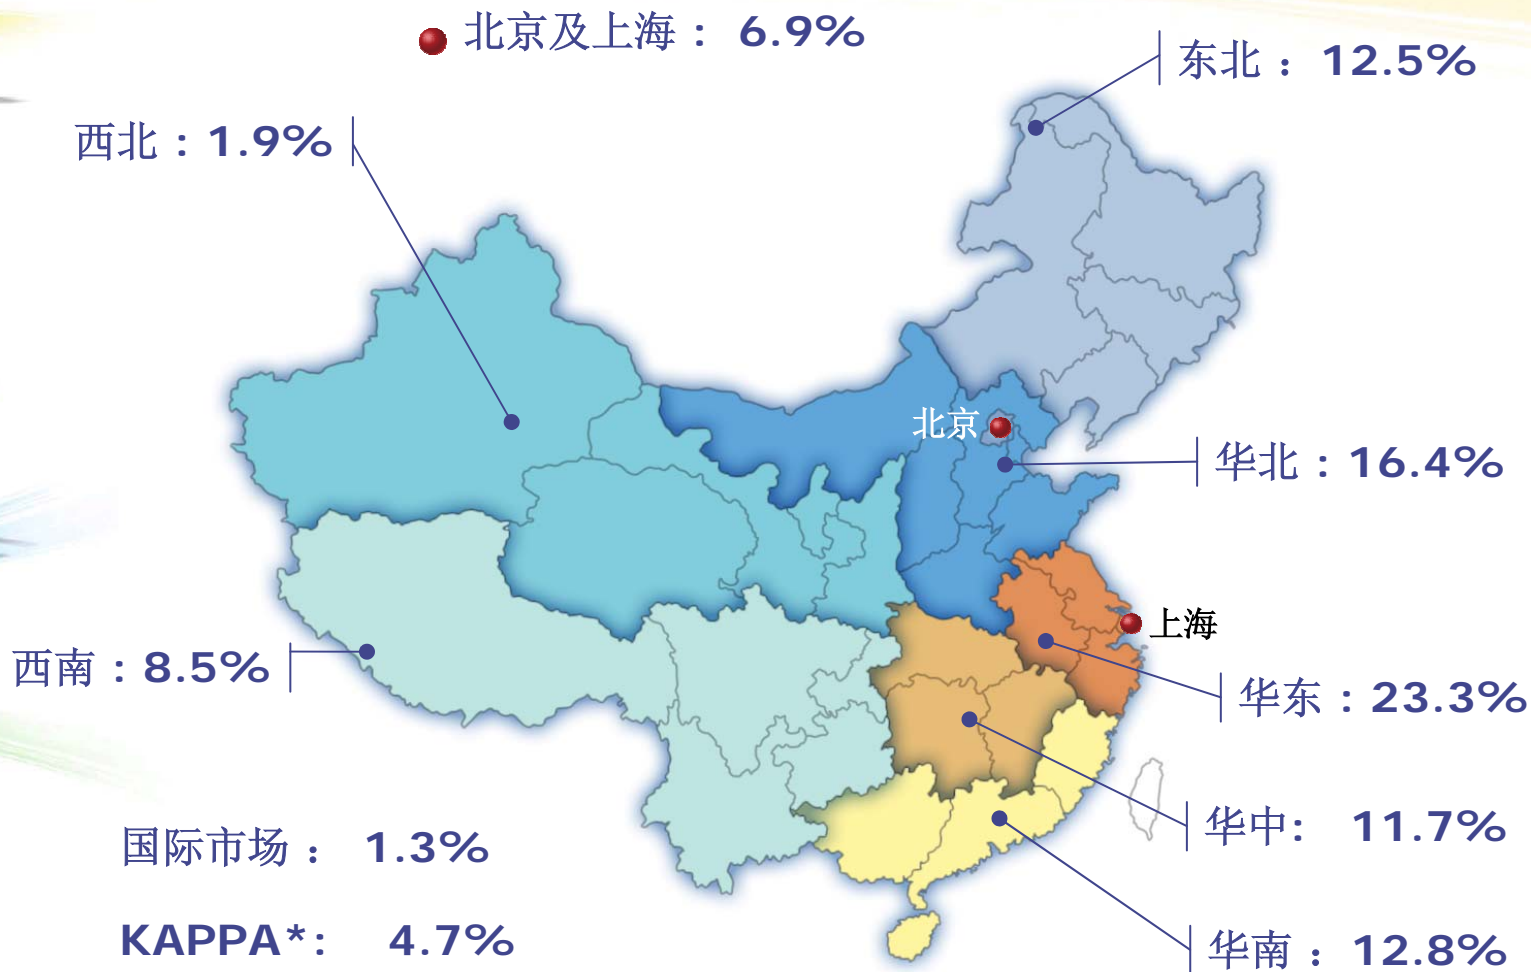 北京及上海： 6.9%
东北： 12.5%
西北：1.9%
北京
华北：16.4%
上海
西南：8.5%
华东：23.3%
华中: 11.7%
国际市场： 1.3%
KAPPA*: 4.7%
华南： 12.8%